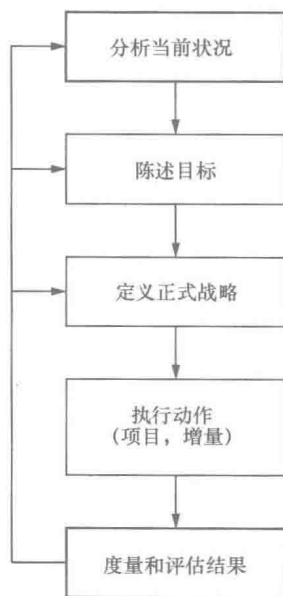 分析当前状况
陈述目标
定义正式战略
执行动作
(项目，增量)
度量和评估结果